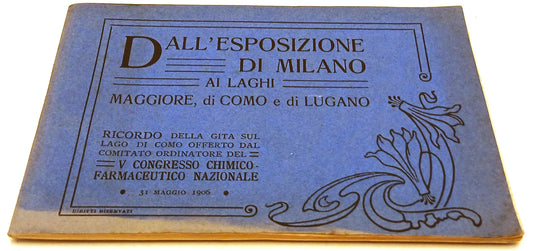 DALL'ESPOSIZIONE
DI MILANO
AI LAGHI
MAGGIORE, di COMO e di LUGANO
RICORDO DELLA GITA SUL
LAGO DI COMO OFFERTO DAL
COMITATO ORDINATORE DEL
V CONGRESSO CHIMICO-
FARMACEUTICO NAZIONALE
31 MAGGIO 1906
DIRITTI RISERVATI